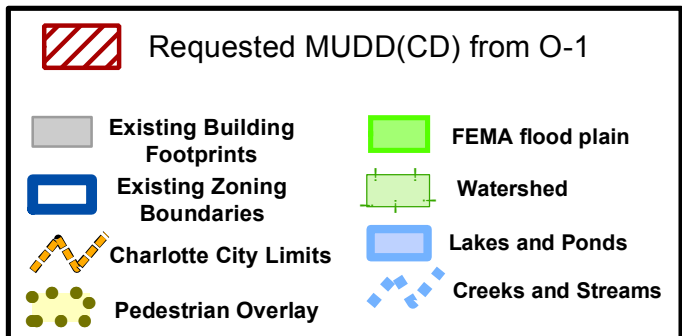 Requested MUDD(CD) from O-1
Existing Building
Footprints
Existing Zoning
Boundaries
Charlotte City Limits
Pedestrian Overlay
FEMA flood plain
Watershed
Lakes and Ponds
Creeks and Streams